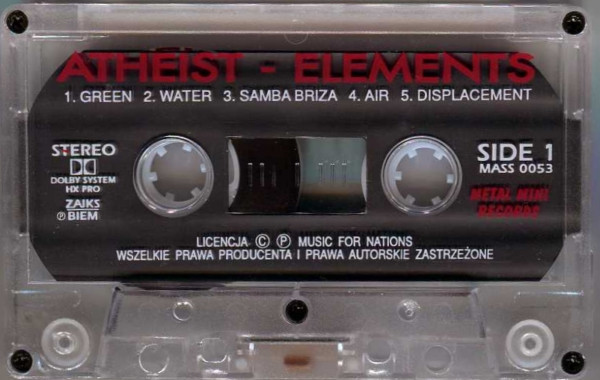 ATHEIST - ELEMENTS
1. GREEN 2. WATER 3. SAMBA BRIZA 4. AIR 5. DISPLACEMENT
STEREO
DOLBY SYSTEM
HX PRO
ZAIKS
Ⓟ BIEM
SIDE 1
MASS 0053
METAL MIND
RECORDS
LICENCJA Ⓒ Ⓟ MUSIC FOR NATIONS
WSZELKIE PRAWA PRODUCENTA I PRAWA AUTORSKIE ZASTRZEŻONE